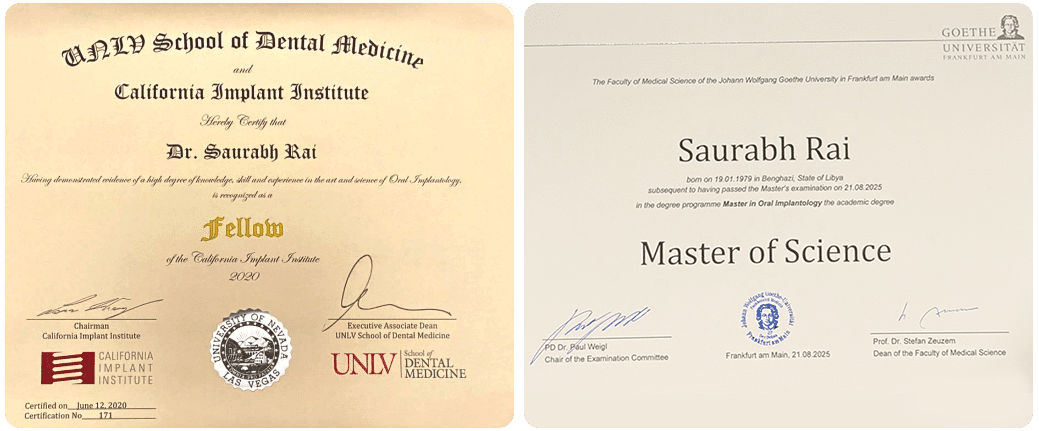 UNLV School of Dental Medicine
and
California Implant Institute
Hereby Certify that
Dr. Saurabh Rai
Having demonstrated evidence of a high degree of knowledge, skill and experience in the art and science of Oral Implantology,
is recognized as a
Fellow
of the California Implant Institute
2020
Chairman
California Implant Institute
Executive Associate Dean
UNLV School of Dental Medicine
CALIFORNIA
IMPLANT
INSTITUTE
UNIVERSITY OF NEVADA
LAS VEGAS
UNLV School of
DENTAL
MEDICINE
Certified on June 12, 2020
Certification No 171
GOETHE
UNIVERSITÄT
FRANKFURT AM MAIN
The Faculty of Medical Science of the Johann Wolfgang Goethe University in Frankfurt am Main awards
Saurabh Rai
born on 19.01.1979 in Benghazi, State of Libya
subsequent to having passed the Master's examination on 21.08.2025
in the degree programme Master in Oral Implantology the academic degree
Master of Science
Johann Wolfgang Goethe-Universität
Frankfurt am Main
PD Dr. Paul Weigl
Chair of the Examination Committee
Frankfurt am Main, 21.08.2025
Prof. Dr. Stefan Zeuzem
Dean of the Faculty of Medical Science